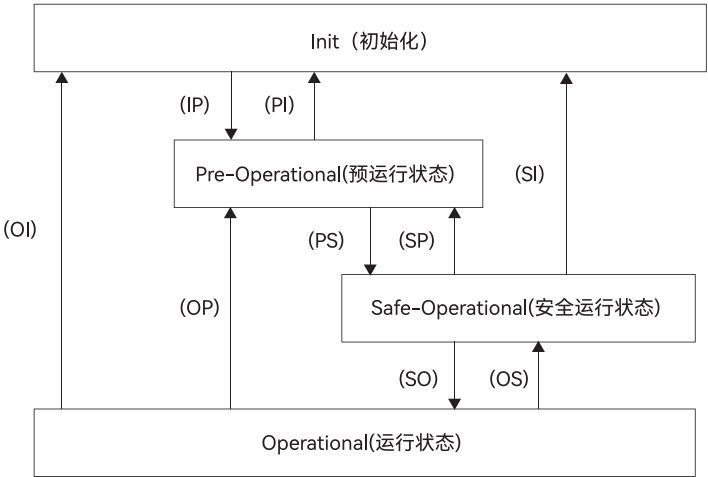 Init（初始化）
(IP)
(PI)
Pre-Operational(预运行状态)
(SI)
(OI)
(PS)
(SP)
(OP)
Safe-Operational(安全运行状态)
(SO)
(OS)
Operational(运行状态)